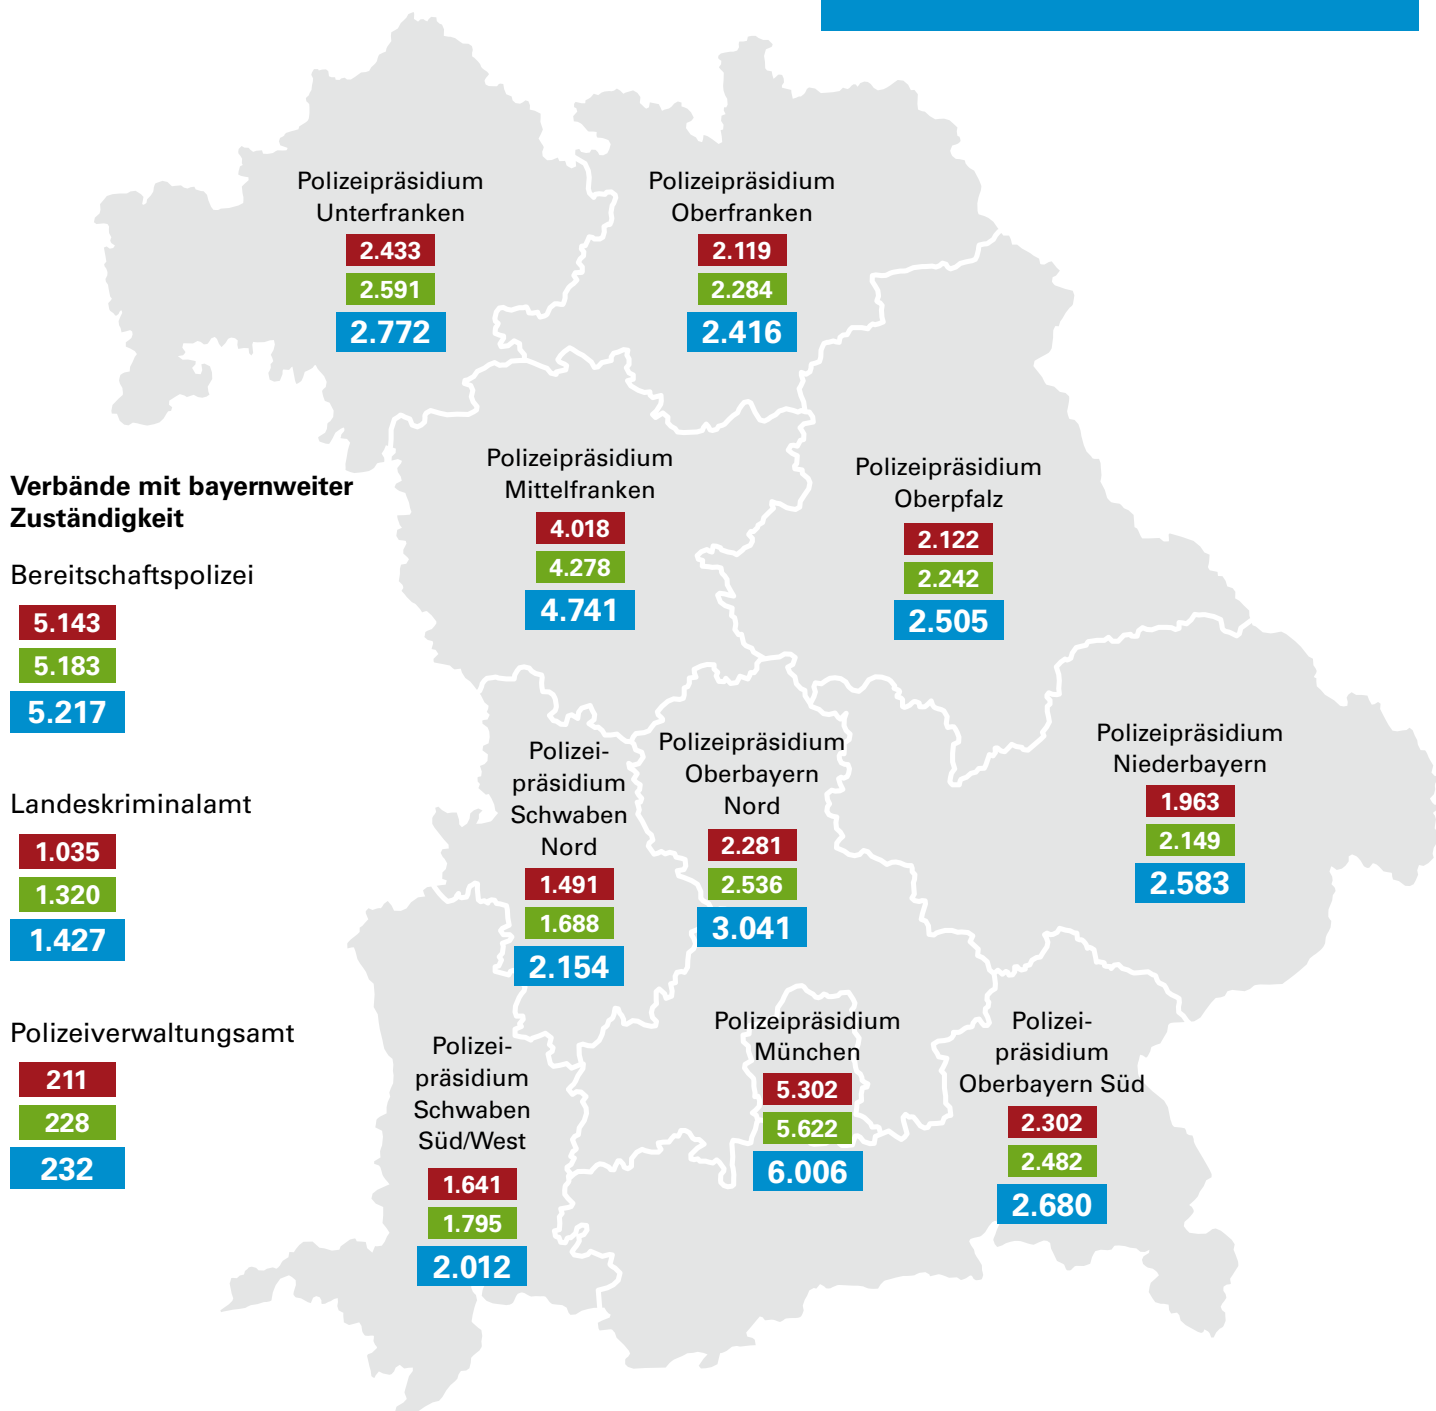 Polizeipräsidium
Unterfranken
2.433
2.591
2.772
Polizeipräsidium
Oberfranken
2.119
2.284
2.416
Polizeipräsidium
Mittelfranken
4.018
4.278
4.741
Polizeipräsidium
Oberpfalz
2.122
2.242
2.505
Verbände mit bayernweiter
Zuständigkeit
Bereitschaftspolizei
5.143
5.183
5.217
Landeskriminalamt
1.035
1.320
1.427
Polizeiverwaltungsamt
211
228
232
Polizei-
präsidium
Schwaben
Nord
1.491
1.688
2.154
Polizeipräsidium
Oberbayern
Nord
2.281
2.536
3.041
Polizeipräsidium
Niederbayern
1.963
2.149
2.583
Polizei-
präsidium
Schwaben
Süd/West
1.641
1.795
2.012
Polizeipräsidium
München
5.302
5.622
6.006
Polizei-
präsidium
Oberbayern Süd
2.302
2.482
2.680